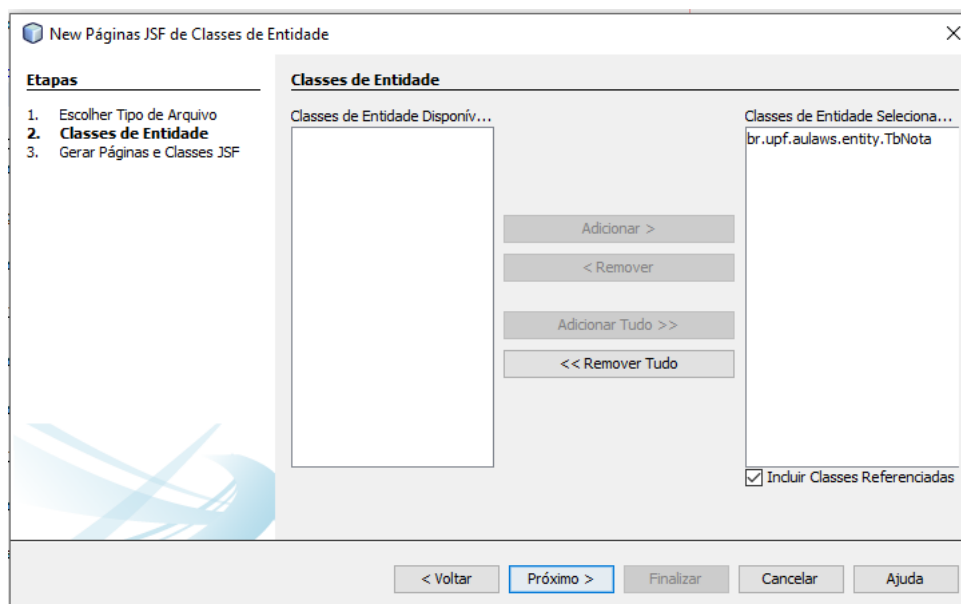 New Páginas JSF de Classes de Entidade
Etapas
1. Escolher Tipo de Arquivo
2. Classes de Entidade
3. Gerar Páginas e Classes JSF
Classes de Entidade
Classes de Entidade Disponív...
Adicionar >
< Remover
Adicionar Tudo >>
<< Remover Tudo
Classes de Entidade Seleciona...
br.upf.aulaws.entity.TbNota
Incluir Classes Referenciadas
< Voltar
Próximo >
Finalizar
Cancelar
Ajuda